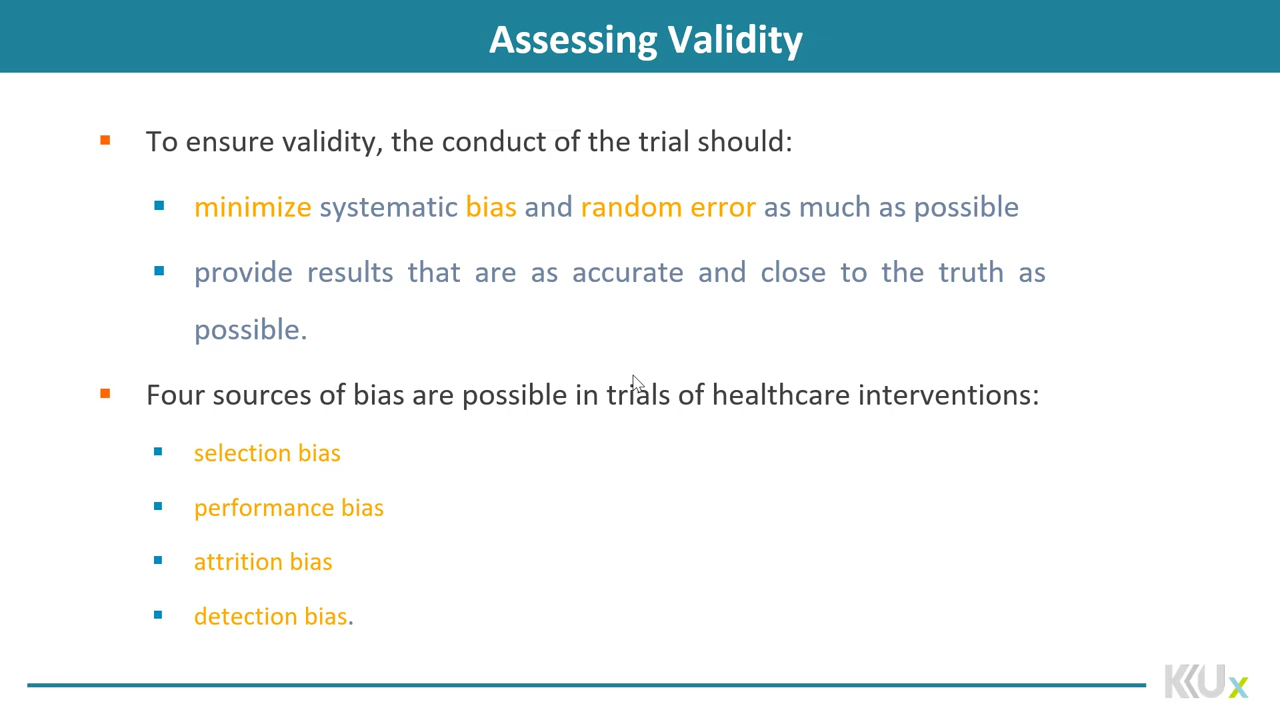 Assessing Validity
To ensure validity, the conduct of the trial should:
minimize systematic bias and random error as much as possible
provide results that are as accurate and close to the truth as
possible.
Four sources of bias are possible in trials of healthcare interventions:
selection bias
performance bias
attrition bias
detection bias.
KKUx